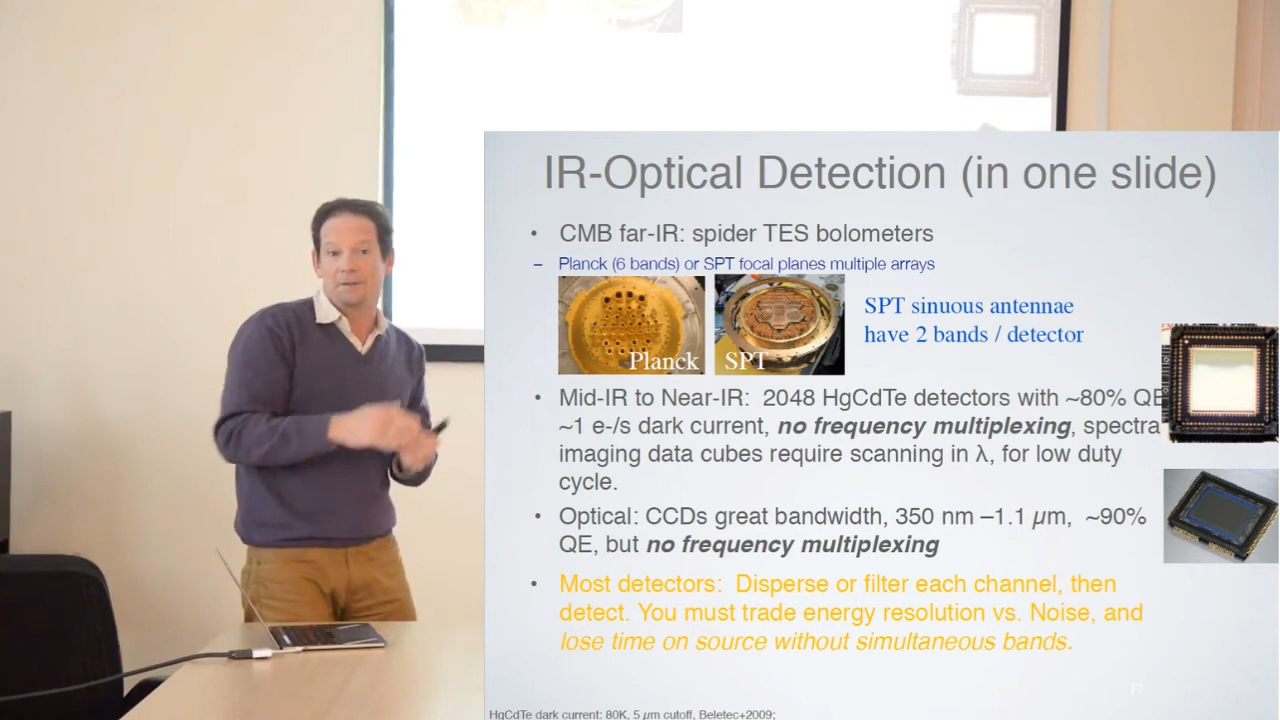 IR-Optical Detection (in one slide)
• CMB far-IR: spider TES bolometers
– Planck (6 bands) or SPT focal planes multiple arrays
Planck
SPT
SPT sinuous antennae
have 2 bands / detector
• Mid-IR to Near-IR: 2048 HgCdTe detectors with ~80% QE
~1 e-/s dark current, no frequency multiplexing, spectra
imaging data cubes require scanning in λ, for low duty
cycle.
• Optical: CCDs great bandwidth, 350 nm –1.1 µm, ~90%
QE, but no frequency multiplexing
• Most detectors: Disperse or filter each channel, then
detect. You must trade energy resolution vs. Noise, and
lose time on source without simultaneous bands.
17
HgCdTe dark current: 80K, 5 µm cutoff, Beletec+2009;